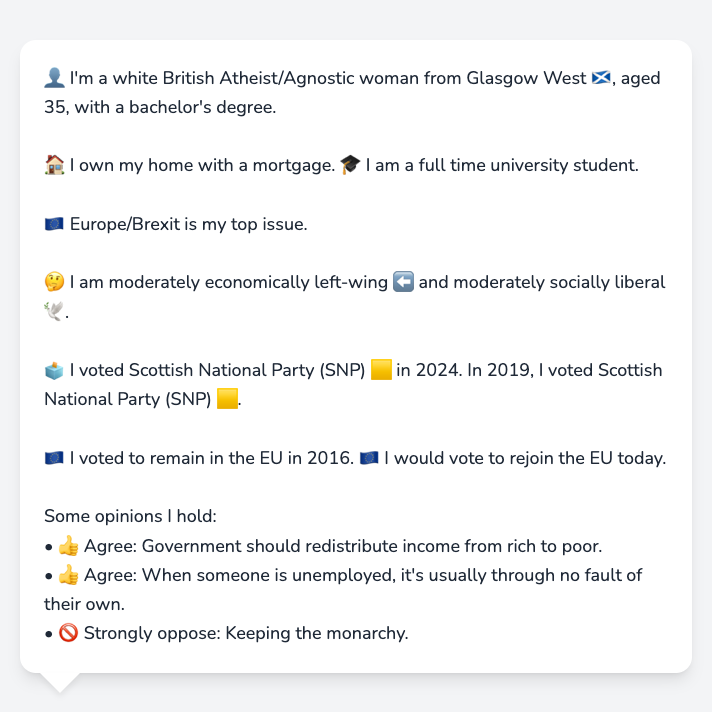 👤 I'm a white British Atheist/Agnostic woman from Glasgow West 🏴󠁧󠁢󠁳󠁣󠁴󠁿, aged
35, with a bachelor's degree.
🏠 I own my home with a mortgage. 🎓 I am a full time university student.
🇪🇺 Europe/Brexit is my top issue.
🤔 I am moderately economically left-wing ⬅️ and moderately socially liberal
🕊️.
🗳️ I voted Scottish National Party (SNP) 🟨 in 2024. In 2019, I voted Scottish
National Party (SNP) 🟨.
🇪🇺 I voted to remain in the EU in 2016. 🇪🇺 I would vote to rejoin the EU today.
Some opinions I hold:
• 👍 Agree: Government should redistribute income from rich to poor.
• 👍 Agree: When someone is unemployed, it's usually through no fault of
their own.
• 🚫 Strongly oppose: Keeping the monarchy.